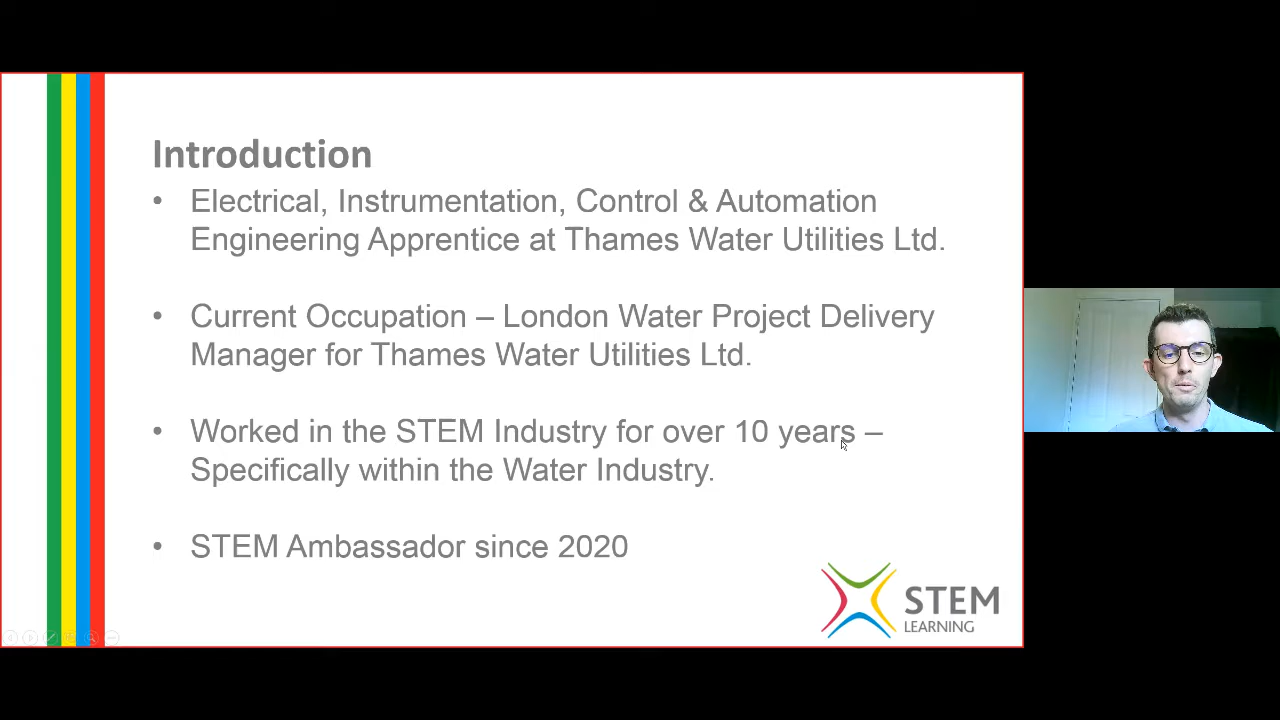 Introduction
• Electrical, Instrumentation, Control & Automation
Engineering Apprentice at Thames Water Utilities Ltd.
• Current Occupation – London Water Project Delivery
Manager for Thames Water Utilities Ltd.
• Worked in the STEM Industry for over 10 years –
Specifically within the Water Industry.
• STEM Ambassador since 2020
STEM
LEARNING